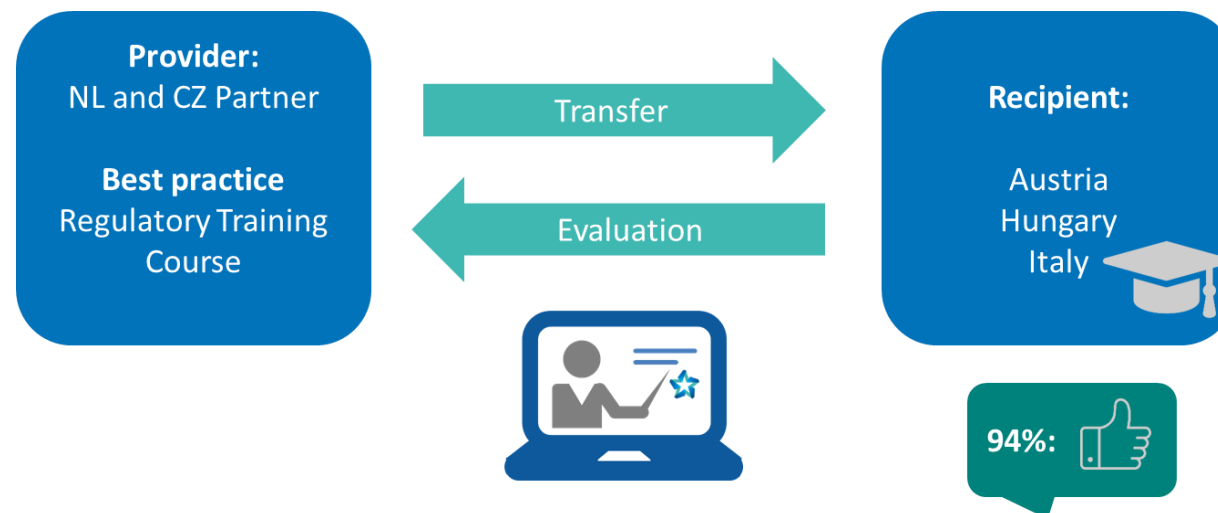 Provider:
NL and CZ Partner
Best practice
Regulatory Training
Course
Transfer
Evaluation
Recipient:
Austria
Hungary
Italy
94%: